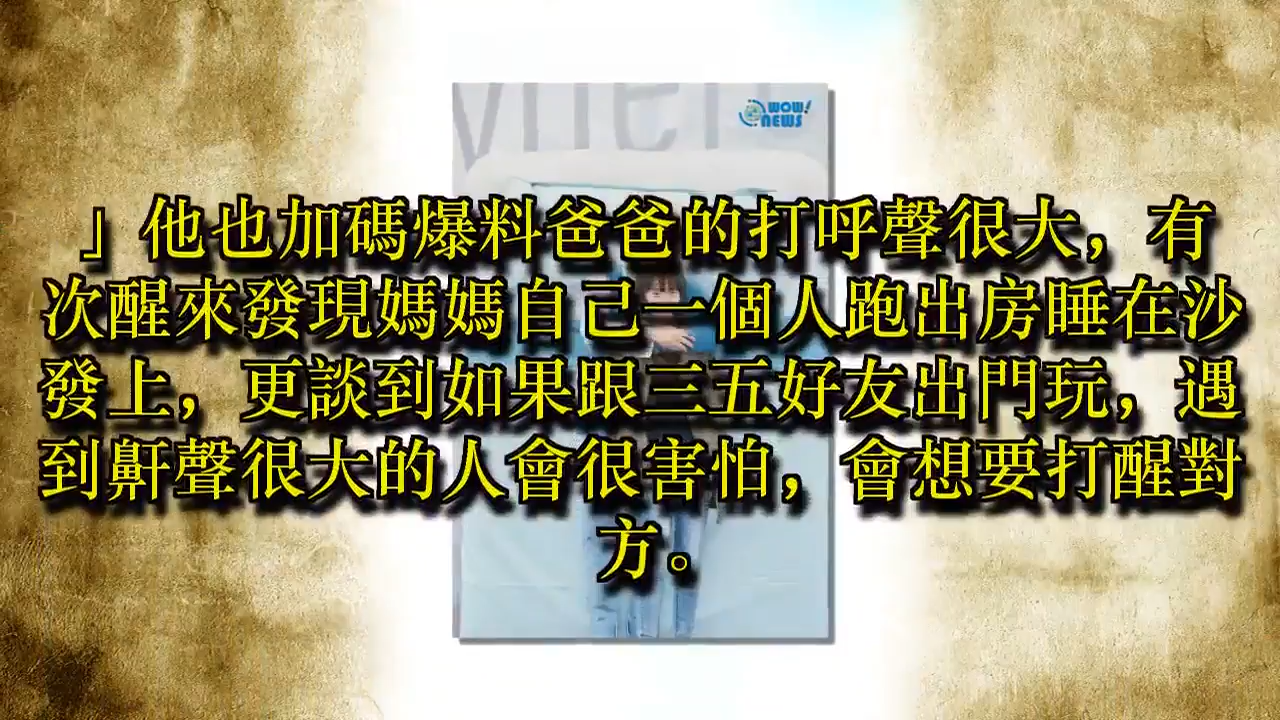 WOW!
NEWS
」他也加碼爆料爸爸的打呼聲很大，有
次醒來發現媽媽自己一個人跑出房睡在沙
發上，更談到如果跟三五好友出門玩，遇
到鼾聲很大的人會很害怕，會想要打醒對
方。